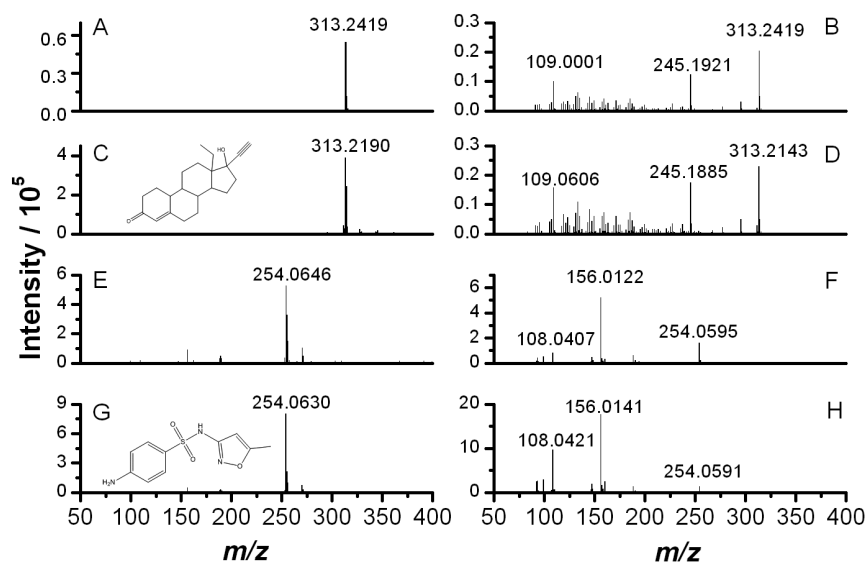 Intensity / 10⁵
A
313.2419
0.6
0.3
0.0
B
313.2419
245.1921
109.0001
0.3
0.2
0.1
0.0
C
313.2190
HO
O
4
2
0
D
313.2143
245.1885
109.0606
0.3
0.2
0.1
0.0
E
254.0646
6
4
2
0
F
156.0122
108.0407
254.0595
6
4
2
0
G
254.0630
O
H
N
S
O
N
O
H₂N
9
6
3
0
50 100 150 200 250 300 350 400
m/z
H
156.0141
108.0421
254.0591
20
10
0
50 100 150 200 250 300 350 400
m/z